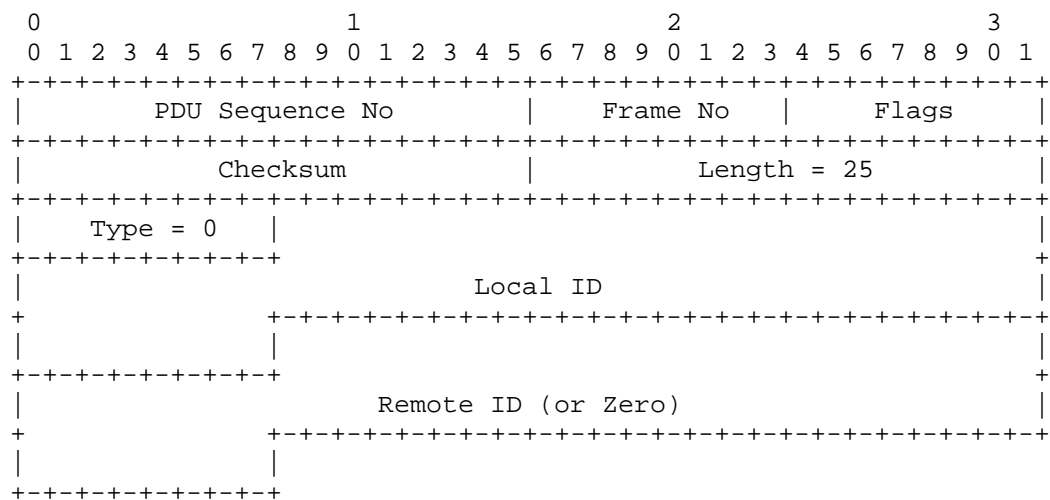 0                   1                   2                   3
 0 1 2 3 4 5 6 7 8 9 0 1 2 3 4 5 6 7 8 9 0 1 2 3 4 5 6 7 8 9 0 1
+-+-+-+-+-+-+-+-+-+-+-+-+-+-+-+-+-+-+-+-+-+-+-+-+-+-+-+-+-+-+-+-+
|        PDU Sequence No        |    Frame No   |     Flags     |
+-+-+-+-+-+-+-+-+-+-+-+-+-+-+-+-+-+-+-+-+-+-+-+-+-+-+-+-+-+-+-+-+
|            Checksum           |          Length = 25          |
+-+-+-+-+-+-+-+-+-+-+-+-+-+-+-+-+-+-+-+-+-+-+-+-+-+-+-+-+-+-+-+-+
|    Type = 0   |                                               |
+-+-+-+-+-+-+-+-+                                               +
|                            Local ID                           |
+               +-+-+-+-+-+-+-+-+-+-+-+-+-+-+-+-+-+-+-+-+-+-+-+-+
|               |                                               |
+-+-+-+-+-+-+-+-+                                               +
|                      Remote ID (or Zero)                      |
+               +-+-+-+-+-+-+-+-+-+-+-+-+-+-+-+-+-+-+-+-+-+-+-+-+
|               |
+-+-+-+-+-+-+-+-+